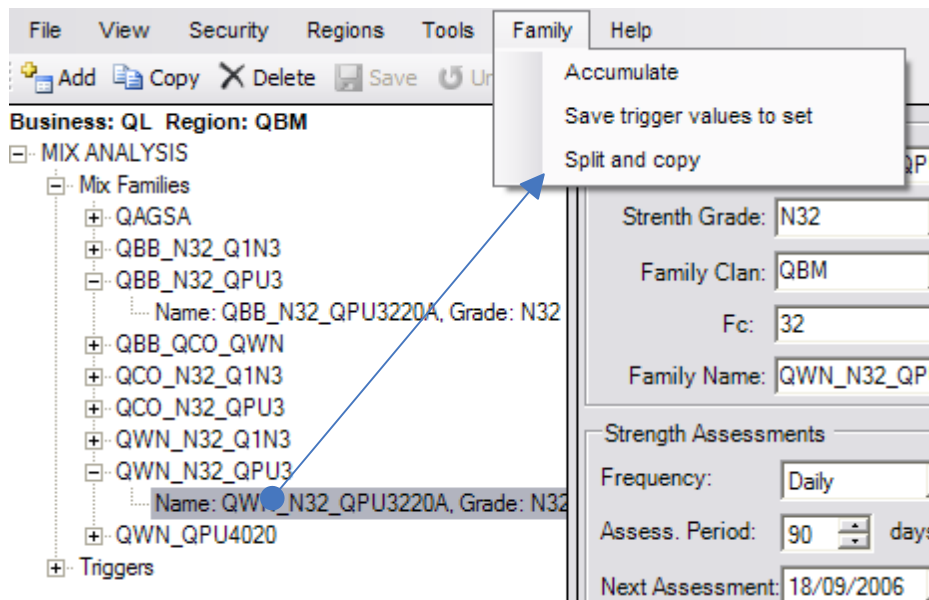 File View Security Regions Tools Family Help
Add Copy Delete Save
Accumulate
Save trigger values to set
Split and copy
Business: QL Region: QBM
MIX ANALYSIS
Mix Families
QAGSA
QBB_N32_Q1N3
QBB_N32_QPU3
Name: QBB_N32_QPU3220A, Grade: N32
QBB_QCO_QWN
QCO_N32_Q1N3
QCO_N32_QPU3
QWN_N32_Q1N3
QWN_N32_QPU3
Name: QWN_N32_QPU3220A, Grade: N32
QWN_QPU4020
Triggers
Strenth Grade: N32
Family Clan: QBM
Fc: 32
Family Name: QWN_N32_QP
Strength Assessments
Frequency: Daily
Assess. Period: 90 days
Next Assessment: 18/09/2006